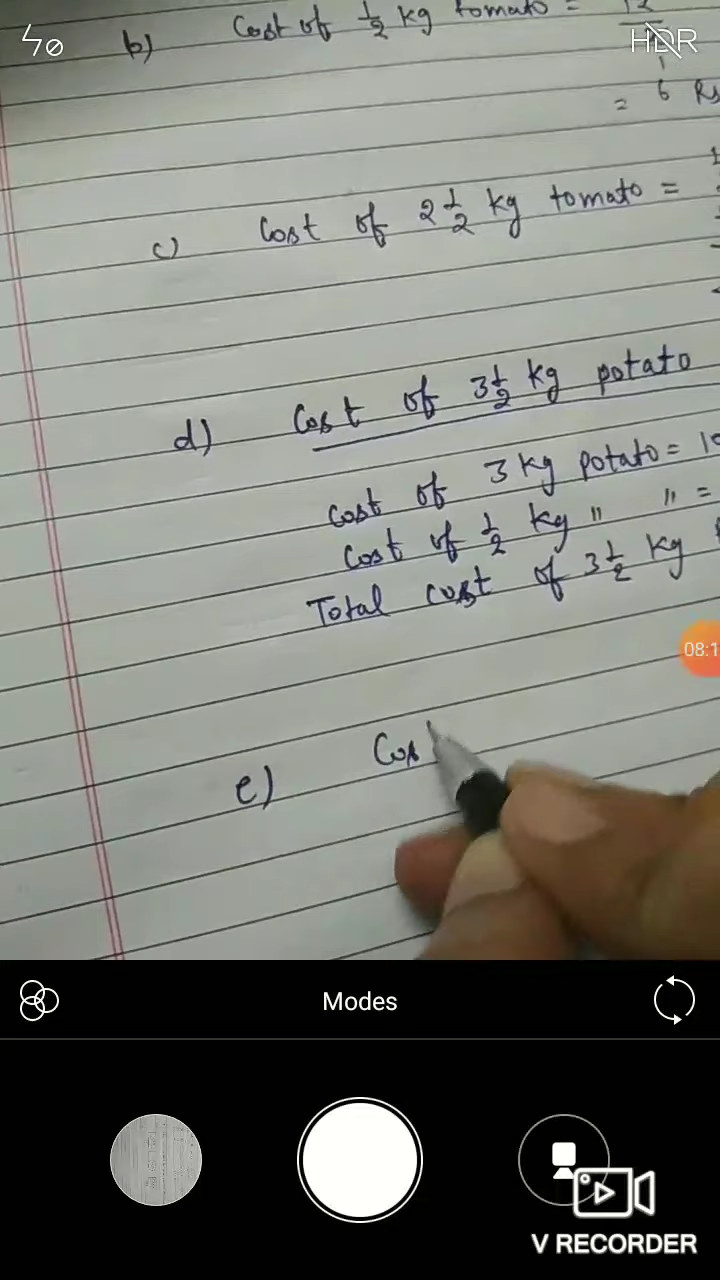 b) Cost of 1/2 kg tomato =
HDR
= 6 Rs
c) Cost of 2 1/2 kg tomato =
d) Cost of 3 1/2 kg potato
Cost of 3 kg potato =
Cost of 1/2 kg " " =
Total cost of 3 1/2 kg
08:1
e) Cos
Modes
V RECORDER